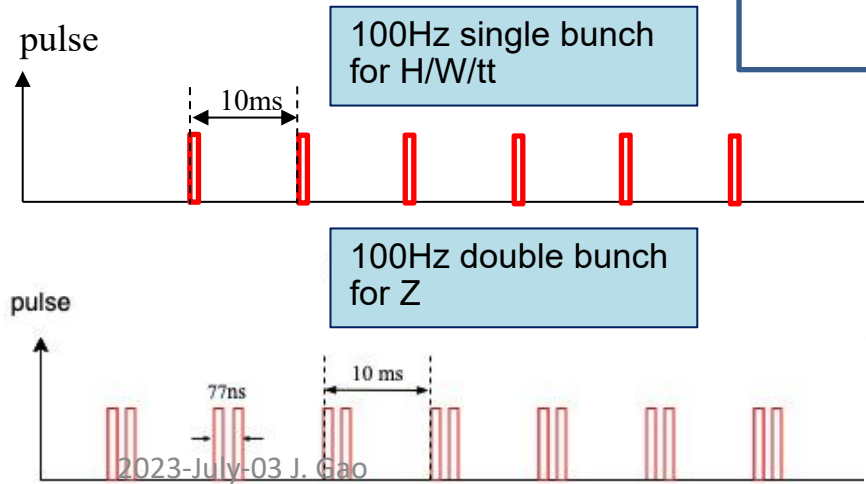 100Hz single bunch
for H/W/tt
pulse
10ms
100Hz double bunch
for Z
pulse
10 ms
77ns
2023-July-03 J. Gao